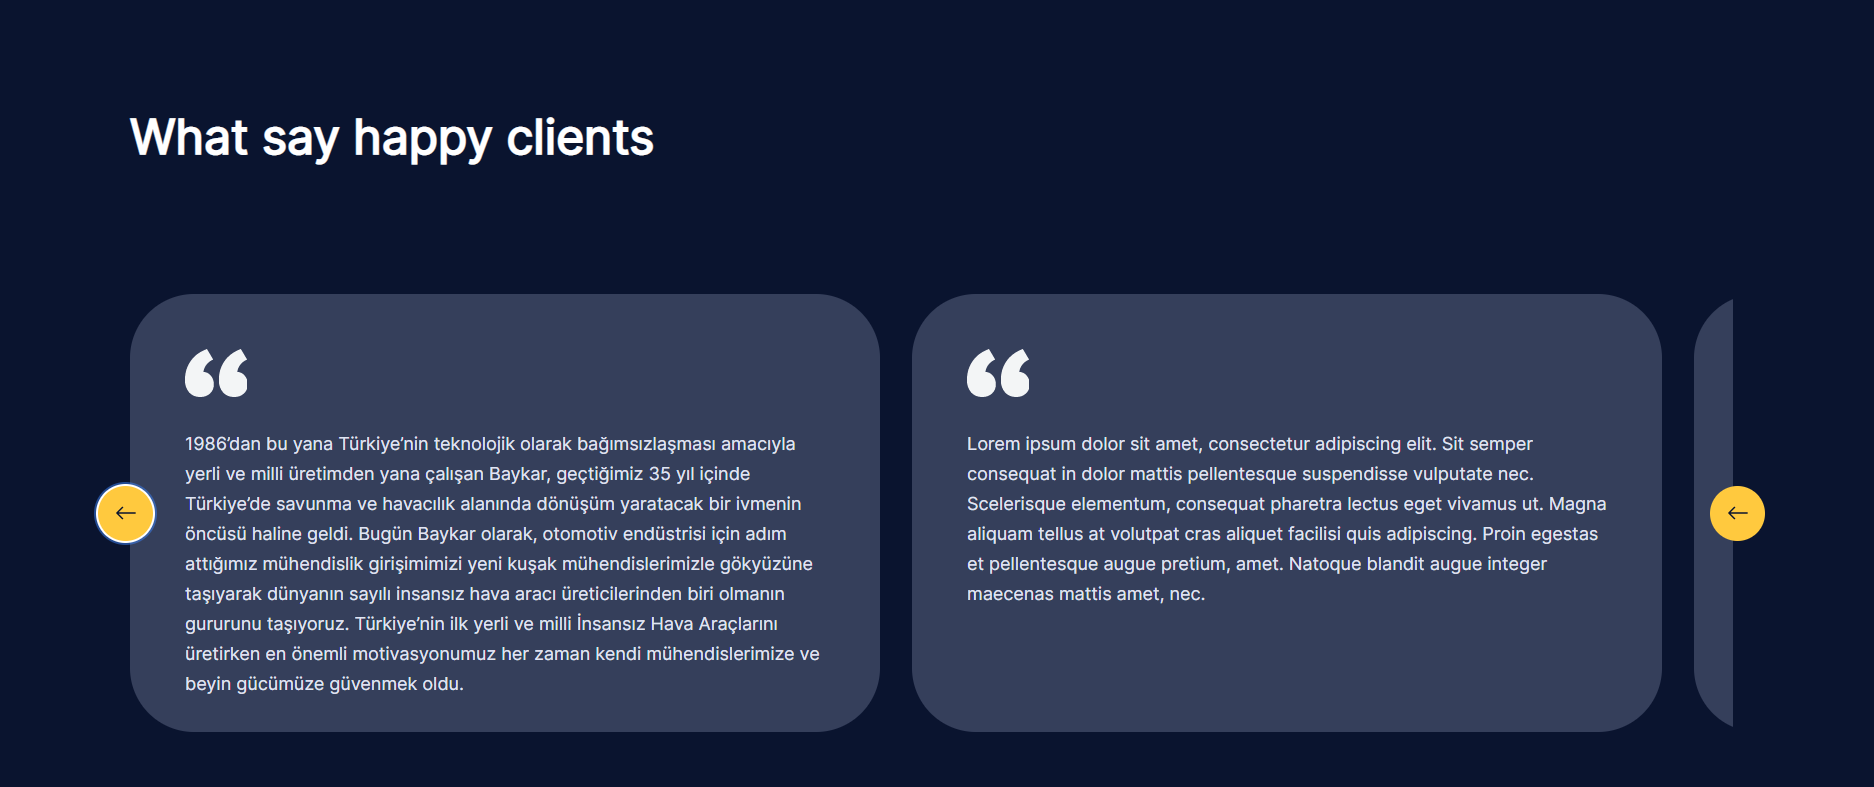 What say happy clients
1986’dan bu yana Türkiye’nin teknolojik olarak bağımsızlaşması amacıyla
yerli ve milli üretimden yana çalışan Baykar, geçtiğimiz 35 yıl içinde
Türkiye’de savunma ve havacılık alanında dönüşüm yaratacak bir ivmenin
öncüsü haline geldi. Bugün Baykar olarak, otomotiv endüstrisi için adım
attığımız mühendislik girişimimizi yeni kuşak mühendislerimizle gökyüzüne
taşıyarak dünyanın sayılı insansız hava aracı üreticilerinden biri olmanın
gururunu taşıyoruz. Türkiye’nin ilk yerli ve milli İnsansız Hava Araçlarını
üretirken en önemli motivasyonumuz her zaman kendi mühendislerimize ve
beyin gücümüze güvenmek oldu.
Lorem ipsum dolor sit amet, consectetur adipiscing elit. Sit semper
consequat in dolor mattis pellentesque suspendisse vulputate nec.
Scelerisque elementum, consequat pharetra lectus eget vivamus ut. Magna
aliquam tellus at volutpat cras aliquet facilisi quis adipiscing. Proin egestas
et pellentesque augue pretium, amet. Natoque blandit augue integer
maecenas mattis amet, nec.